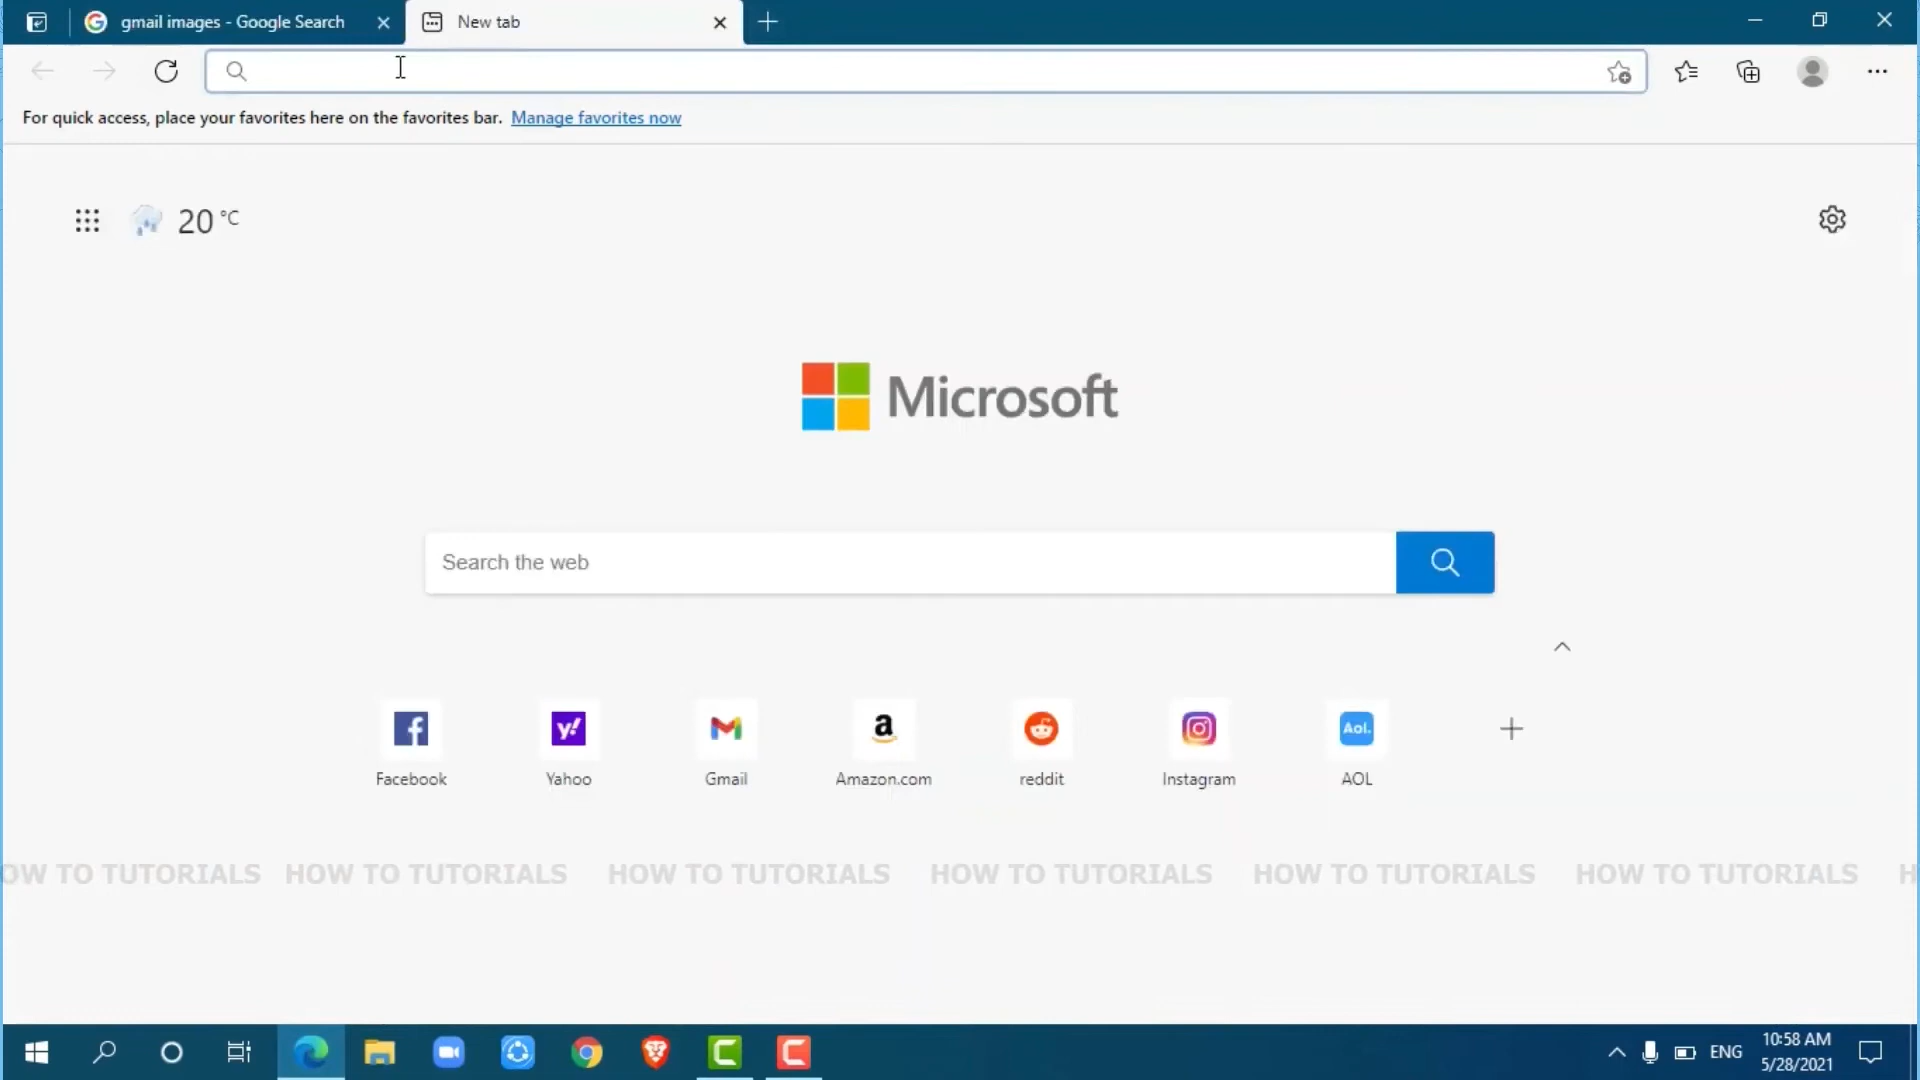 gmail images - Google Search
New tab
For quick access, place your favorites here on the favorites bar. Manage favorites now
20 °C
Microsoft
Search the web
Facebook
Yahoo
Gmail
Amazon.com
reddit
Instagram
Aol.
AOL
OW TO TUTORIALS HOW TO TUTORIALS HOW TO TUTORIALS HOW TO TUTORIALS HOW TO TUTORIALS HOW TO TUTORIALS H
ENG
10:58 AM
5/28/2021